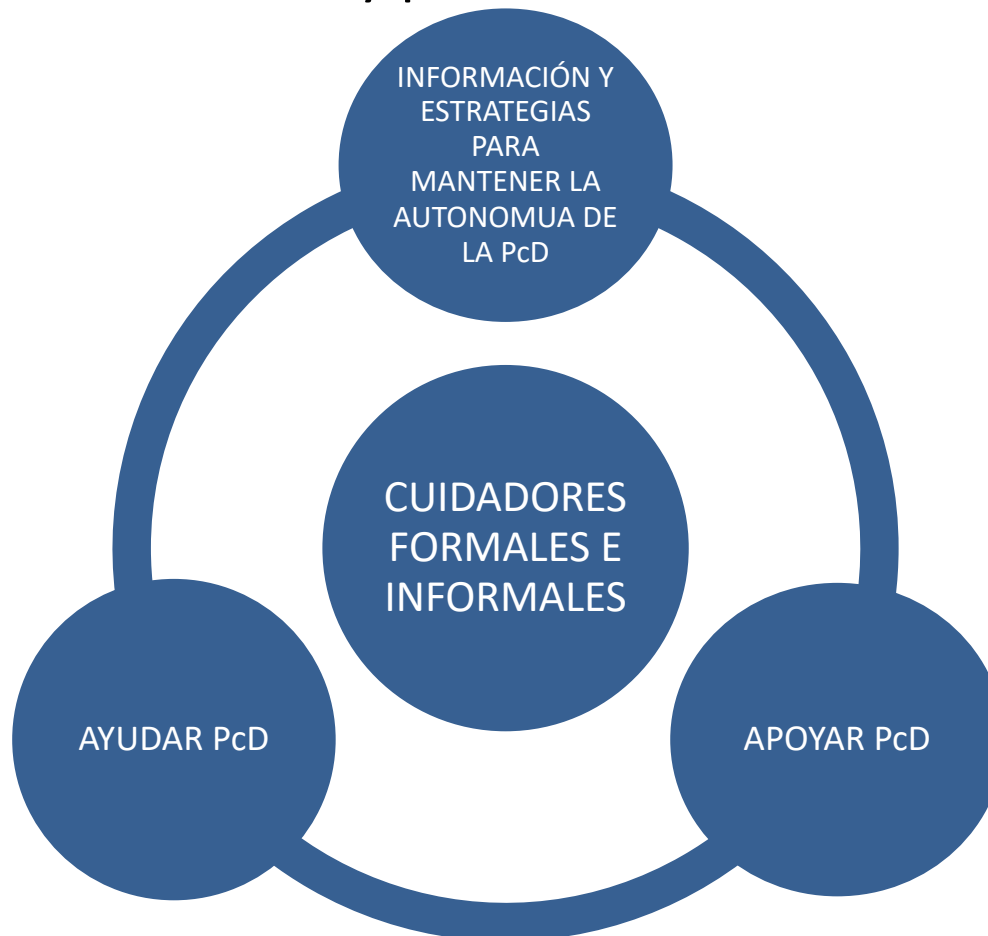 INFORMACIÓN Y
ESTRATEGIAS
PARA
MANTENER LA
AUTONOMUA DE
LA PcD
CUIDADORES
FORMALES E
INFORMALES
AYUDAR PcD
APOYAR PcD